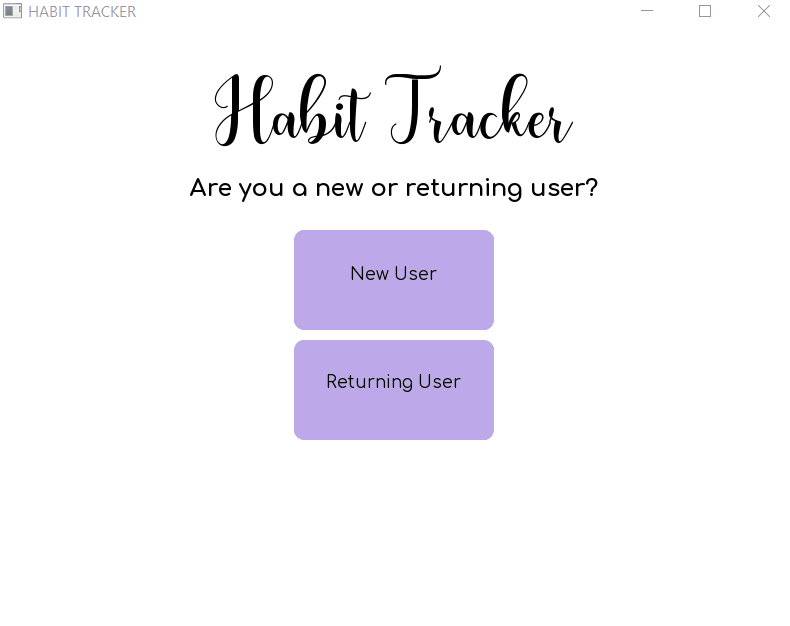 HABIT TRACKER
Habit Tracker
Are you a new or returning user?
New User
Returning User